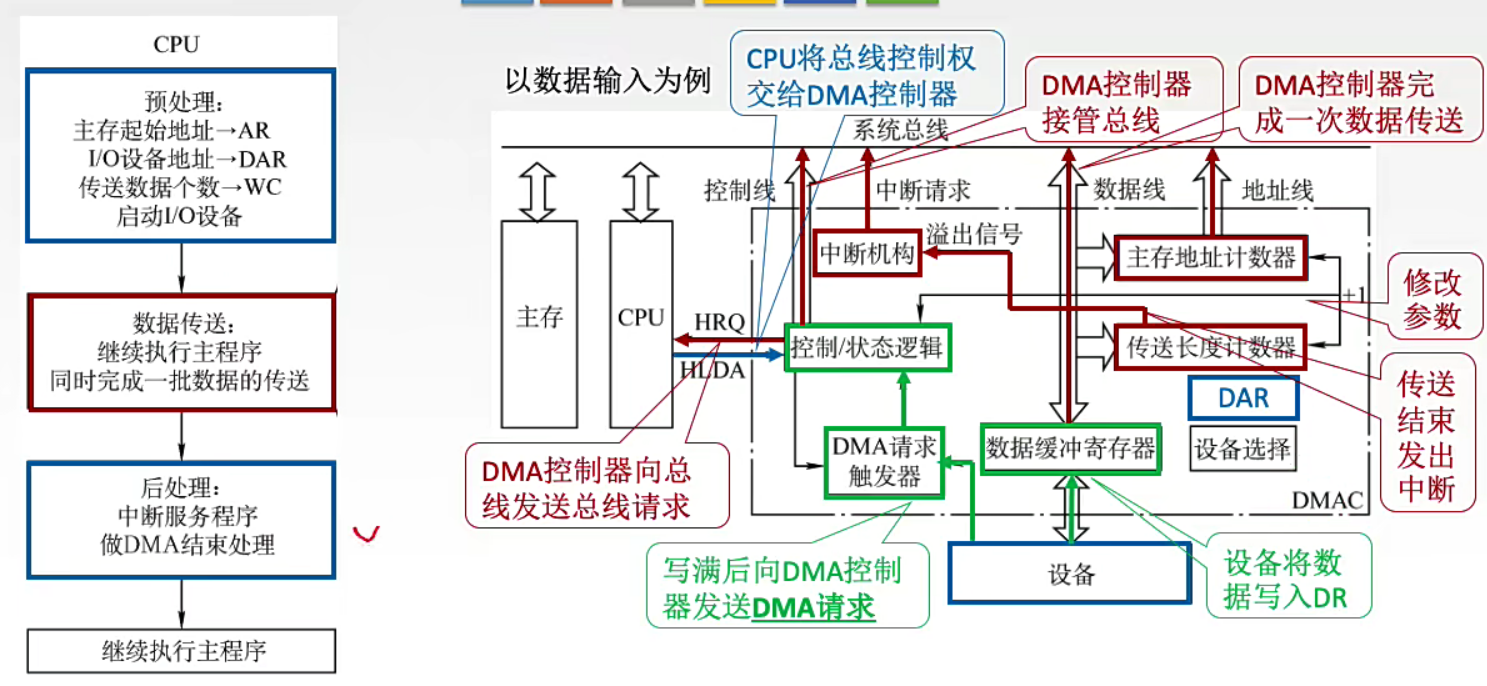 CPU
预处理：
主存起始地址→AR
I/O设备地址→DAR
传送数据个数→WC
启动I/O设备
数据传送：
继续执行主程序
同时完成一批数据的传送
后处理：
中断服务程序
做DMA结束处理
继续执行主程序
以数据输入为例
CPU将总线控制权
交给DMA控制器
DMA控制器
接管总线
DMA控制器完
成一次数据传送
系统总线
控制线
中断请求
数据线
地址线
主存
CPU
中断机构
溢出信号
主存地址计数器
+1
修改
参数
HRQ
HLDA
控制/状态逻辑
传送长度计数器
DAR
传送
结束
发出
中断
DMA请求
触发器
数据缓冲寄存器
设备选择
DMAC
DMA控制器向总
线发送总线请求
写满后向DMA控制
器发送DMA请求
设备
设备将数
据写入DR